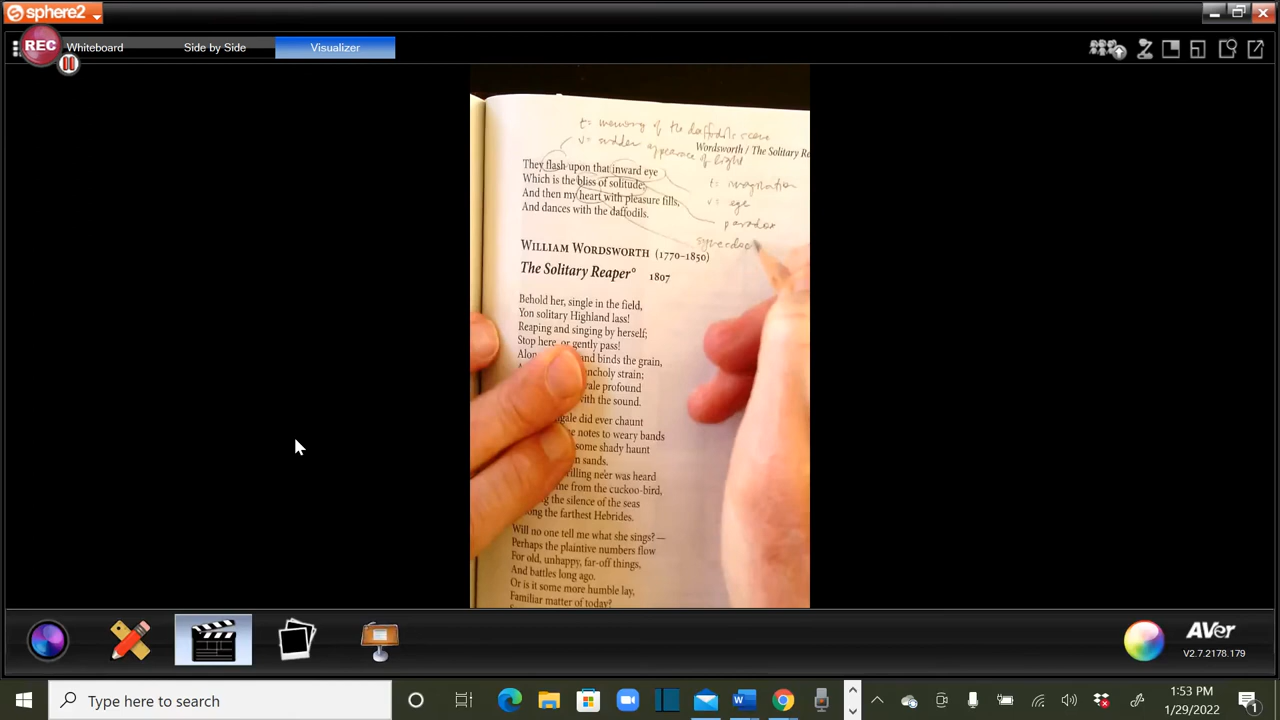 sphere2
REC
Whiteboard
Side by Side
Visualizer
t= memory of the daffodils scene
v= sudden appearance of light
Wordsworth / The Solitary Re
They flash upon that inward eye
t= imagination
Which is the bliss of solitude;
v= eye
And then my heart with pleasure fills,
paradox
And dances with the daffodils.
synecdoc
WILLIAM WORDSWORTH (1770–1850)
The Solitary Reaper° 1807
Behold her, single in the field,
Yon solitary Highland lass!
Reaping and singing by herself;
Stop here, or gently pass!
Alon and binds the grain,
ncholy strain;
ale profound
with the sound.
gale did ever chaunt
e notes to weary bands
some shady haunt
n sands.
rilling ne'er was heard
me from the cuckoo-bird,
g the silence of the seas
ong the farthest Hebrides.
Will no one tell me what she sings?—
Perhaps the plaintive numbers flow
For old, unhappy, far-off things,
And battles long ago.
Or is it some more humble lay,
Familiar matter of today?
AVer
V2.7.2178.179
Type here to search
W
1:53 PM
1/29/2022
1